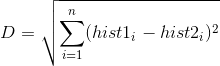 D = \sqrt{\sum_{i=1}^{n} (hist1_i - hist2_i)^2}